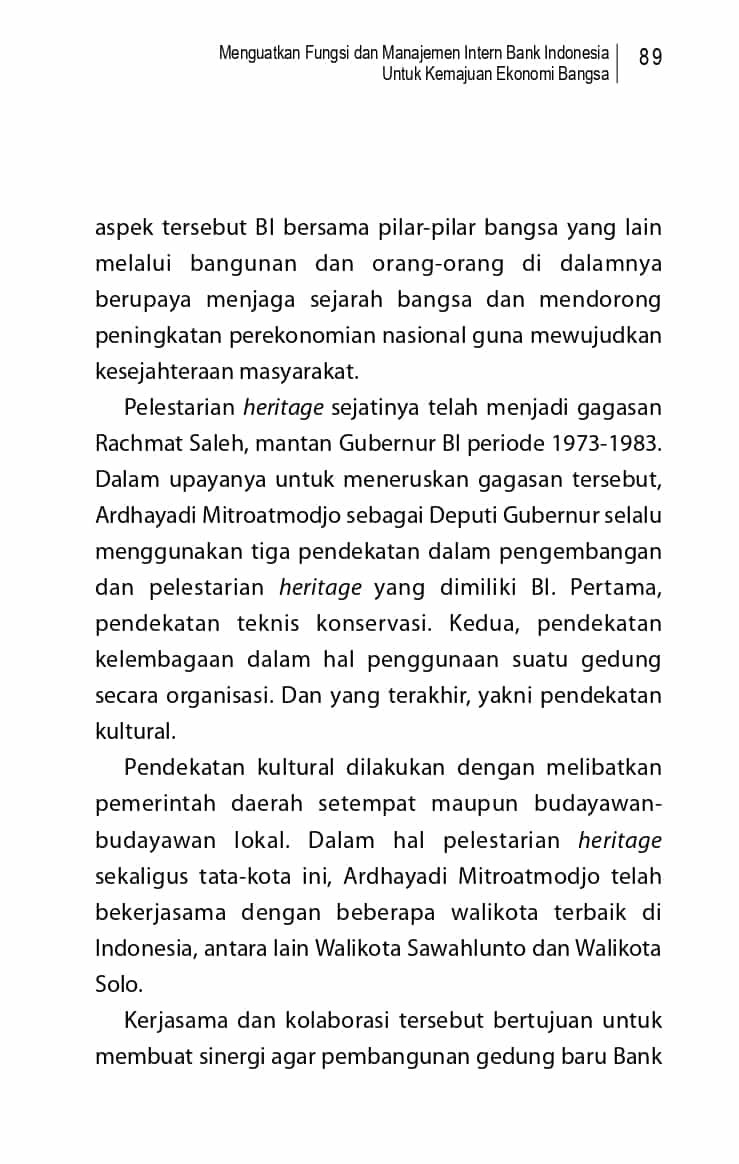 Menguatkan Fungsi dan Manajemen Intern Bank Indonesia
Untuk Kemajuan Ekonomi Bangsa
89
aspek tersebut BI bersama pilar-pilar bangsa yang lain
melalui bangunan dan orang-orang di dalamnya
berupaya menjaga sejarah bangsa dan mendorong
peningkatan perekonomian nasional guna mewujudkan
kesejahteraan masyarakat.
Pelestarian heritage sejatinya telah menjadi gagasan
Rachmat Saleh, mantan Gubernur BI periode 1973-1983.
Dalam upayanya untuk meneruskan gagasan tersebut,
Ardhayadi Mitroatmodjo sebagai Deputi Gubernur selalu
menggunakan tiga pendekatan dalam pengembangan
dan pelestarian heritage yang dimiliki BI. Pertama,
pendekatan teknis konservasi. Kedua, pendekatan
kelembagaan dalam hal penggunaan suatu gedung
secara organisasi. Dan yang terakhir, yakni pendekatan
kultural.
Pendekatan kultural dilakukan dengan melibatkan
pemerintah daerah setempat maupun budayawan-
budayawan lokal. Dalam hal pelestarian heritage
sekaligus tata-kota ini, Ardhayadi Mitroatmodjo telah
bekerjasama dengan beberapa walikota terbaik di
Indonesia, antara lain Walikota Sawahlunto dan Walikota
Solo.
Kerjasama dan kolaborasi tersebut bertujuan untuk
membuat sinergi agar pembangunan gedung baru Bank